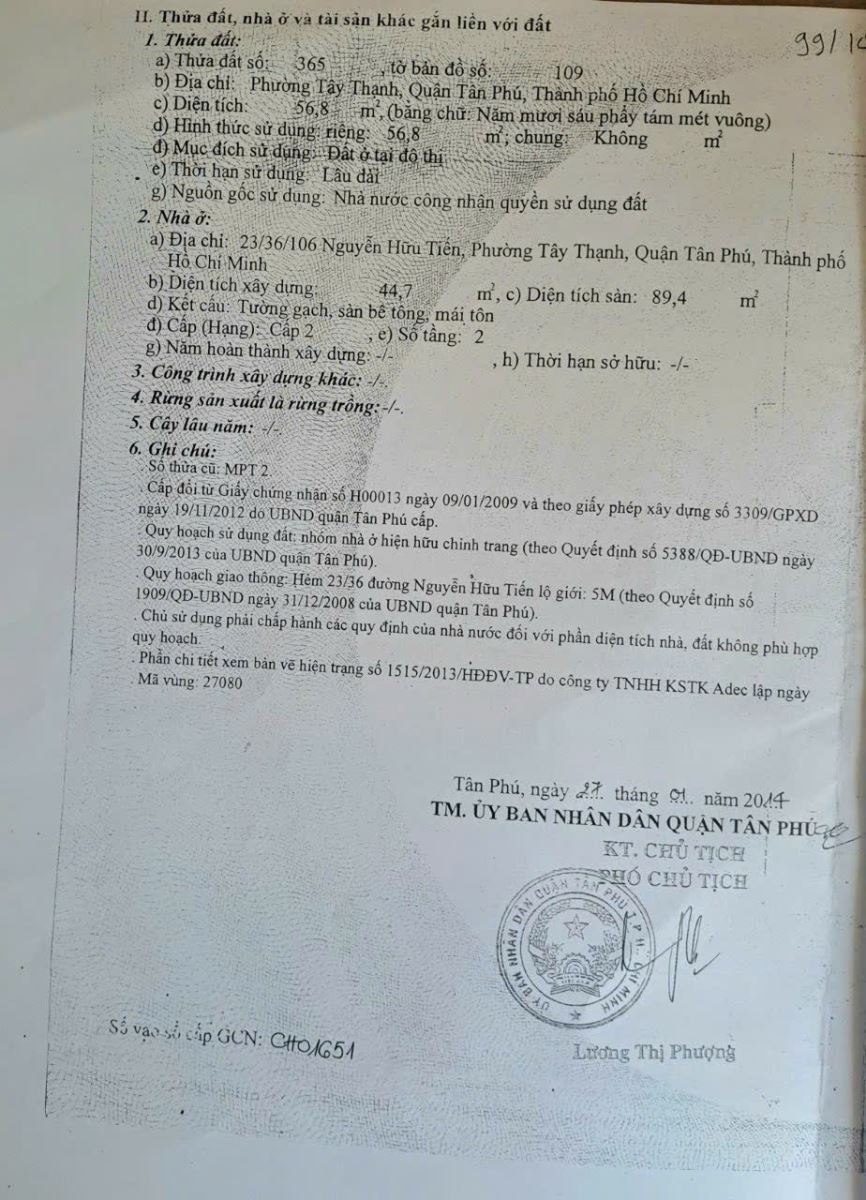 99/10
II. Thửa đất, nhà ở và tài sản khác gắn liền với đất
1. Thửa đất:
a) Thửa đất số: 365 , tờ bản đồ số: 109
b) Địa chỉ: Phường Tây Thạnh, Quận Tân Phú, Thành phố Hồ Chí Minh
c) Diện tích: 56,8 m², (bằng chữ: Năm mươi sáu phẩy tám mét vuông)
d) Hình thức sử dụng: riêng: 56,8 m²; chung: Không m²
đ) Mục đích sử dụng: Đất ở tại đô thị
e) Thời hạn sử dụng: Lâu dài
g) Nguồn gốc sử dụng: Nhà nước công nhận quyền sử dụng đất
2. Nhà ở:
a) Địa chỉ: 23/36/106 Nguyễn Hữu Tiến, Phường Tây Thạnh, Quận Tân Phú, Thành phố
Hồ Chí Minh
b) Diện tích xây dựng: 44,7 m², c) Diện tích sàn: 89,4 m²
d) Kết cấu: Tường gạch, sàn bê tông, mái tôn
đ) Cấp (Hạng): Cấp 2 , e) Số tầng: 2
g) Năm hoàn thành xây dựng: -/- , h) Thời hạn sở hữu: -/-
3. Công trình xây dựng khác: -/-.
4. Rừng sản xuất là rừng trồng: -/-.
5. Cây lâu năm: -/-.
6. Ghi chú:
. Số thửa cũ: MPT 2
. Cấp đổi từ Giấy chứng nhận số H00013 ngày 09/01/2009 và theo giấy phép xây dựng số 3309/GPXD
ngày 19/11/2012 do UBND quận Tân Phú cấp.
. Quy hoạch sử dụng đất: nhóm nhà ở hiện hữu chỉnh trang (theo Quyết định số 5388/QĐ-UBND ngày
30/9/2013 của UBND quận Tân Phú).
. Quy hoạch giao thông: Hẻm 23/36 đường Nguyễn Hữu Tiến lộ giới: 5M (theo Quyết định số
1909/QĐ-UBND ngày 31/12/2008 của UBND quận Tân Phú).
. Chủ sử dụng phải chấp hành các quy định của nhà nước đối với phần diện tích nhà, đất không phù hợp
quy hoạch.
. Phần chi tiết xem bản vẽ hiện trạng số 1515/2013/HĐĐV-TP do công ty TNHH KSTK Adec lập ngày
. Mã vùng: 27080
Tân Phú, ngày 27 tháng 01 năm 2014
TM. ỦY BAN NHÂN DÂN QUẬN TÂN PHÚ
KT. CHỦ TỊCH
PHÓ CHỦ TỊCH
ỦY BAN NHÂN DÂN QUẬN TÂN PHÚ T.P H. CHÍ MINH
Lương Thị Phượng
Số vào sổ cấp GCN: CH01651